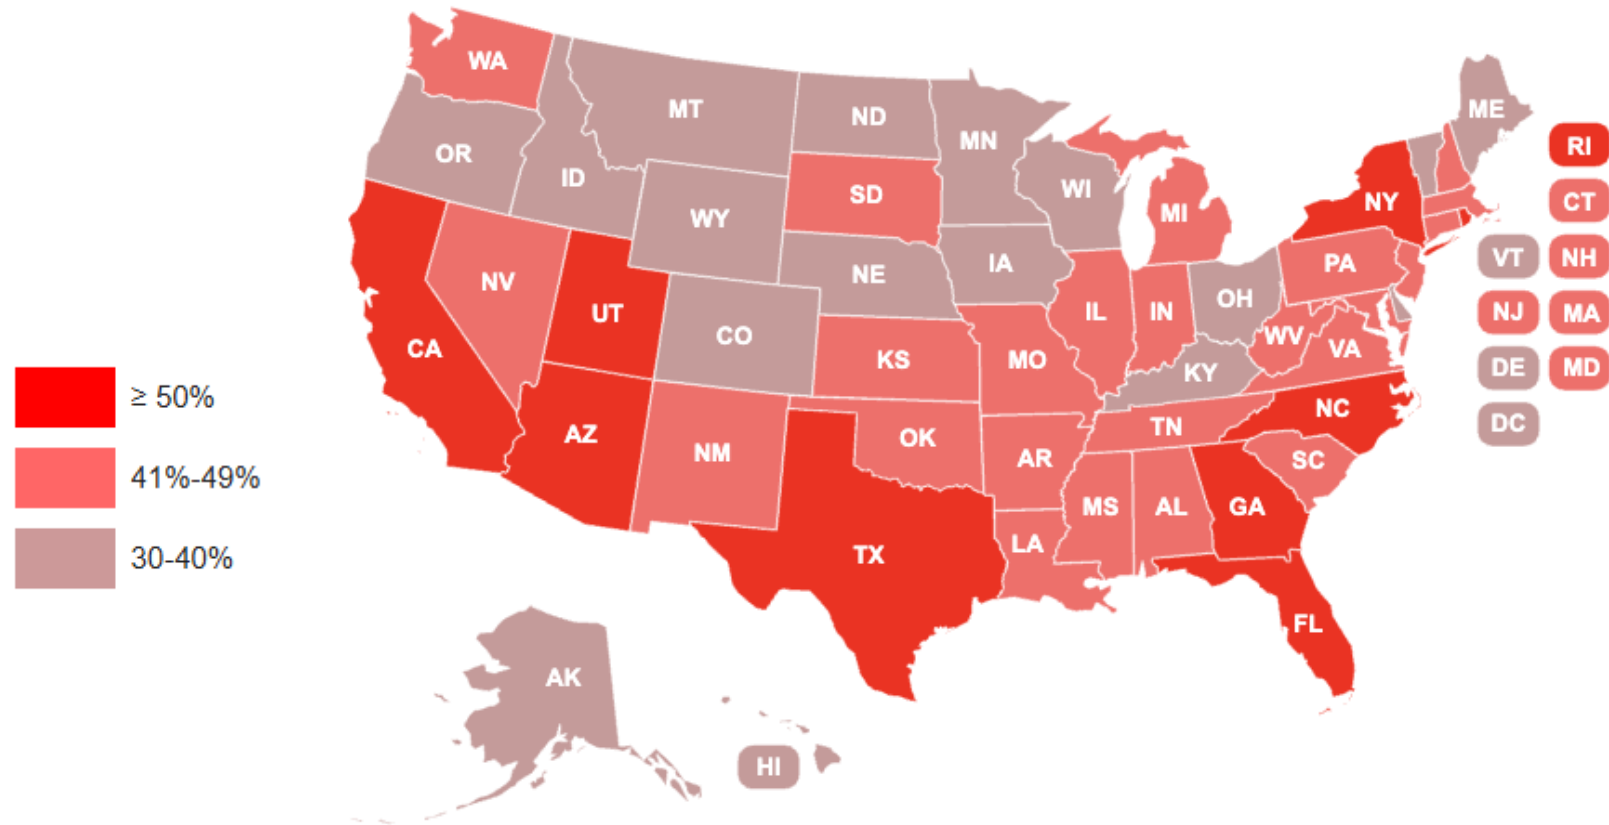 WA
MT
ND
MN
ME
OR
ID
SD
WI
MI
NY
RI
WY
CT
NE
IA
PA
VT
NH
NV
UT
CO
IL
IN
OH
NJ
MA
CA
KS
MO
WV
VA
KY
DE
MD
≥ 50%
AZ
NM
OK
AR
TN
NC
DC
41%-49%
SC
MS
AL
GA
30-40%
TX
LA
FL
AK
HI